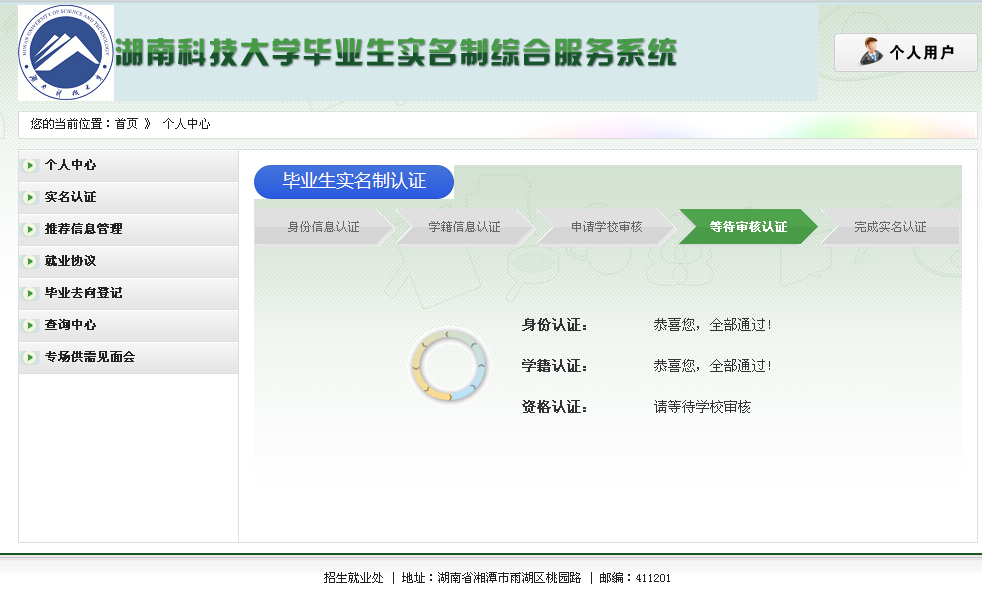 HUNAN UNIVERSITY OF SCIENCE AND TECHNOLOGY
湖南科技大学
湖南科技大学毕业生实名制综合服务系统
个人用户
您的当前位置：首页 》 个人中心
个人中心
实名认证
推荐信息管理
就业协议
毕业去向登记
查询中心
专场供需见面会
毕业生实名制认证
身份信息认证 学籍信息认证 申请学校审核 等待审核认证 完成实名认证
身份认证： 恭喜您，全部通过！
学籍认证： 恭喜您，全部通过！
资格认证： 请等待学校审核
招生就业处 | 地址：湖南省湘潭市雨湖区桃园路 | 邮编：411201